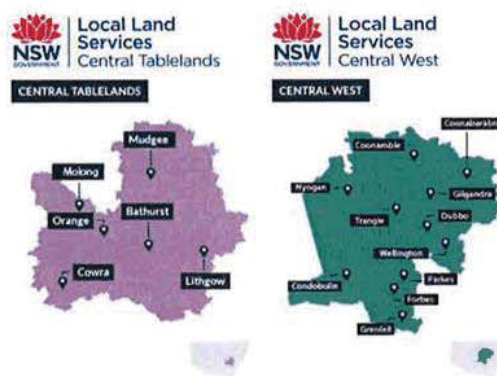 NSW
GOVERNMENT
Local Land
Services
Central Tablelands
CENTRAL TABLELANDS
Mudgee
Molong
Orange
Bathurst
Cowra
Lithgow
NSW
GOVERNMENT
Local Land
Services
Central West
CENTRAL WEST
Coonabarabran
Coonamble
Nyngan
Gilgandra
Trangie
Dubbo
Wellington
Condobolin
Parkes
Forbes
Grenfell